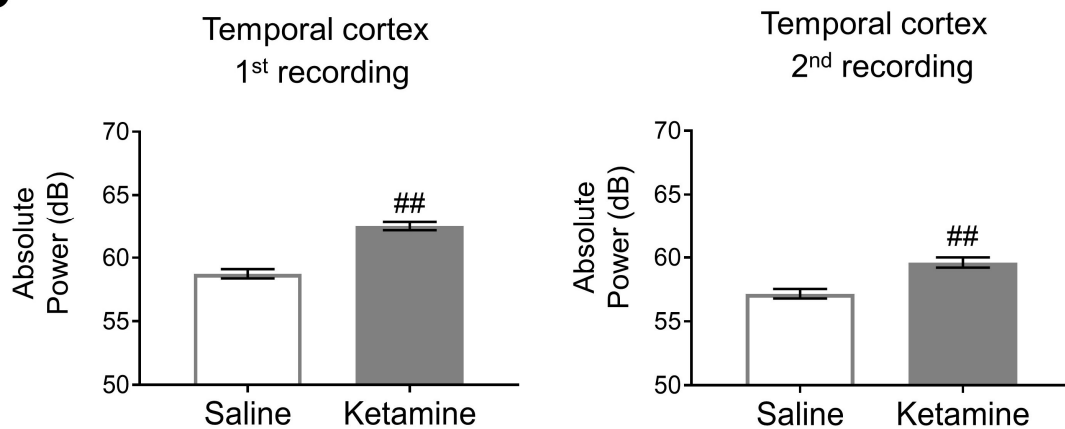 Temporal cortex
1st recording
Absolute
Power (dB)
70
65
60
55
50
##
Saline
Ketamine
Temporal cortex
2nd recording
Absolute
Power (dB)
70
65
60
55
50
##
Saline
Ketamine